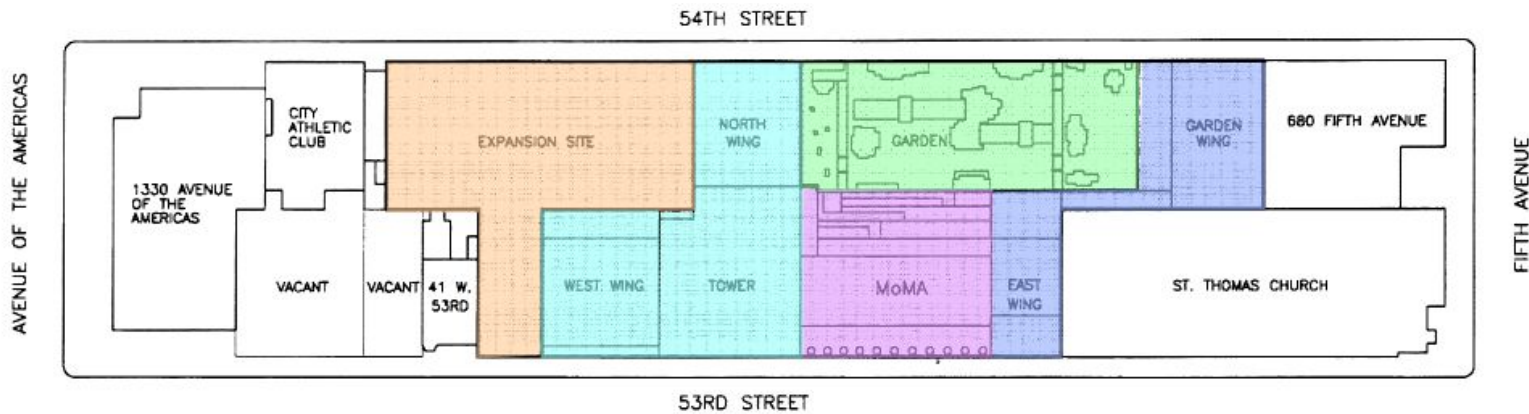 54TH STREET
AVENUE OF THE AMERICAS
CITY
ATHLETIC
CLUB
EXPANSION SITE
NORTH
WING
GARDEN
GARDEN
WING
680 FIFTH AVENUE
FIFTH AVENUE
1330 AVENUE
OF THE
AMERICAS
VACANT
VACANT
41 W.
53RD
WEST WING
TOWER
MoMA
EAST
WING
ST. THOMAS CHURCH
53RD STREET